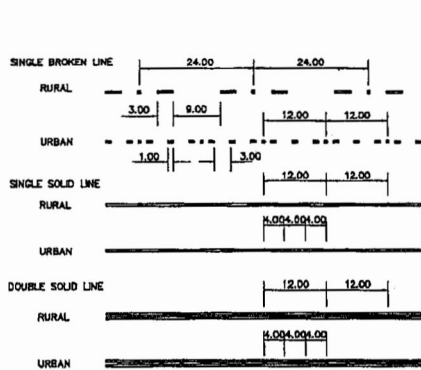 24.00 24.00
SINGLE BROKEN LINE
RURAL
3.00 9.00
12.00 12.00
URBAN
1.00 3.00
SINGLE SOLID LINE
12.00 12.00
RURAL
4.00 4.00 4.00
URBAN
DOUBLE SOLID LINE
12.00 12.00
RURAL
4.00 4.00 4.00
URBAN